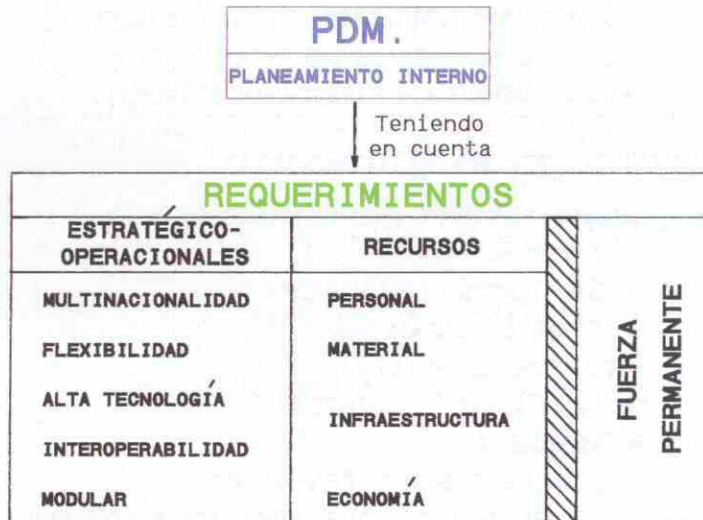 PDM.
PLANEAMIENTO INTERNO
Teniendo
en cuenta
REQUERIMIENTOS
ESTRATÉGICO-
OPERACIONALES
RECURSOS
MULTINACIONALIDAD
FLEXIBILIDAD
ALTA TECNOLOGÍA
INTEROPERABILIDAD
MODULAR
PERSONAL
MATERIAL
INFRAESTRUCTURA
ECONOMÍA
FUERZA
PERMANENTE